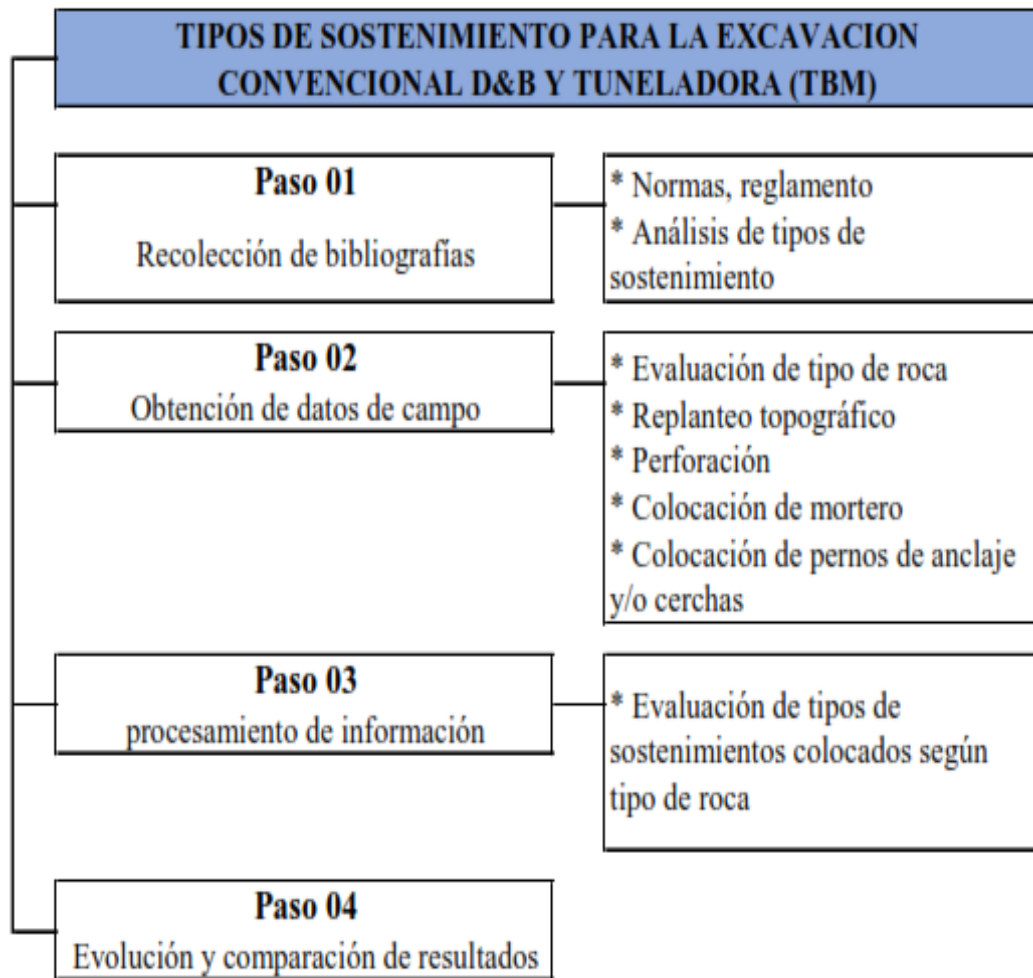 TIPOS DE SOSTENIMIENTO PARA LA EXCAVACION
CONVENCIONAL D&B Y TUNELADORA (TBM)
Paso 01
Recolección de bibliografías
* Normas, reglamento
* Análisis de tipos de
sostenimiento
Paso 02
Obtención de datos de campo
* Evaluación de tipo de roca
* Replanteo topográfico
* Perforación
* Colocación de mortero
* Colocación de pernos de anclaje
y/o cerchas
Paso 03
procesamiento de información
* Evaluación de tipos de
sostenimientos colocados según
tipo de roca
Paso 04
Evolución y comparación de resultados